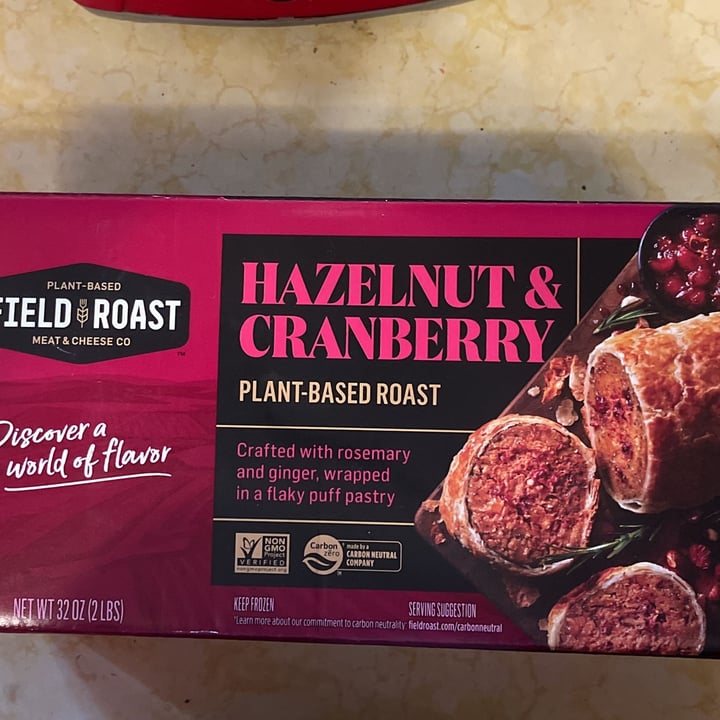 PLANT-BASED
FIELD ROAST
MEAT & CHEESE CO
TM
Discover a
world of flavor
NET WT 32 OZ (2 LBS)
HAZELNUT &
CRANBERRY
PLANT-BASED ROAST
Crafted with rosemary
and ginger, wrapped
in a flaky puff pastry
NON
GMO
Project
VERIFIED
nongmoproject.org
Carbon
zero
*made by a
CARBON NEUTRAL
COMPANY
KEEP FROZEN
SERVING SUGGESTION
*Learn more about our commitment to carbon neutrality: fieldroast.com/carbonneutral